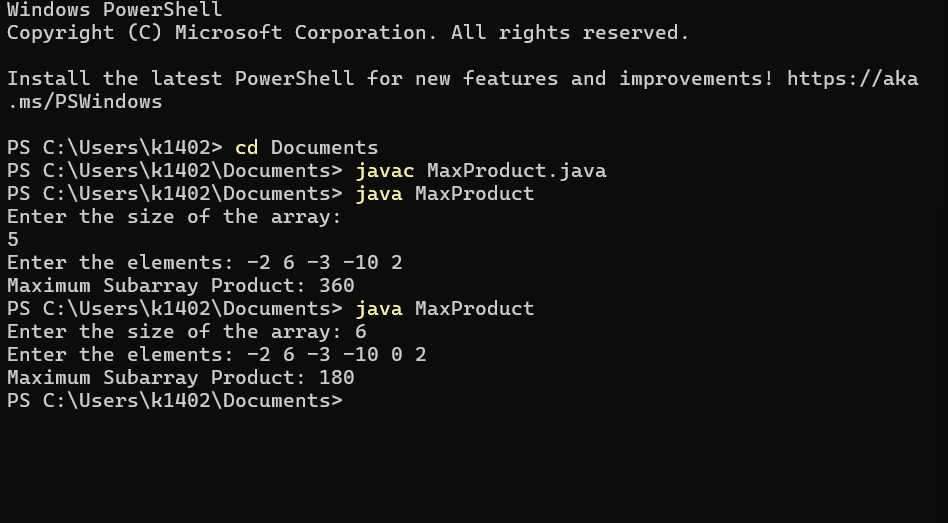 Windows PowerShell
Copyright (C) Microsoft Corporation. All rights reserved.
Install the latest PowerShell for new features and improvements! https://aka
.ms/PSWindows
PS C:\Users\k1402> cd Documents
PS C:\Users\k1402\Documents> javac MaxProduct.java
PS C:\Users\k1402\Documents> java MaxProduct
Enter the size of the array:
5
Enter the elements: -2 6 -3 -10 2
Maximum Subarray Product: 360
PS C:\Users\k1402\Documents> java MaxProduct
Enter the size of the array: 6
Enter the elements: -2 6 -3 -10 0 2
Maximum Subarray Product: 180
PS C:\Users\k1402\Documents>